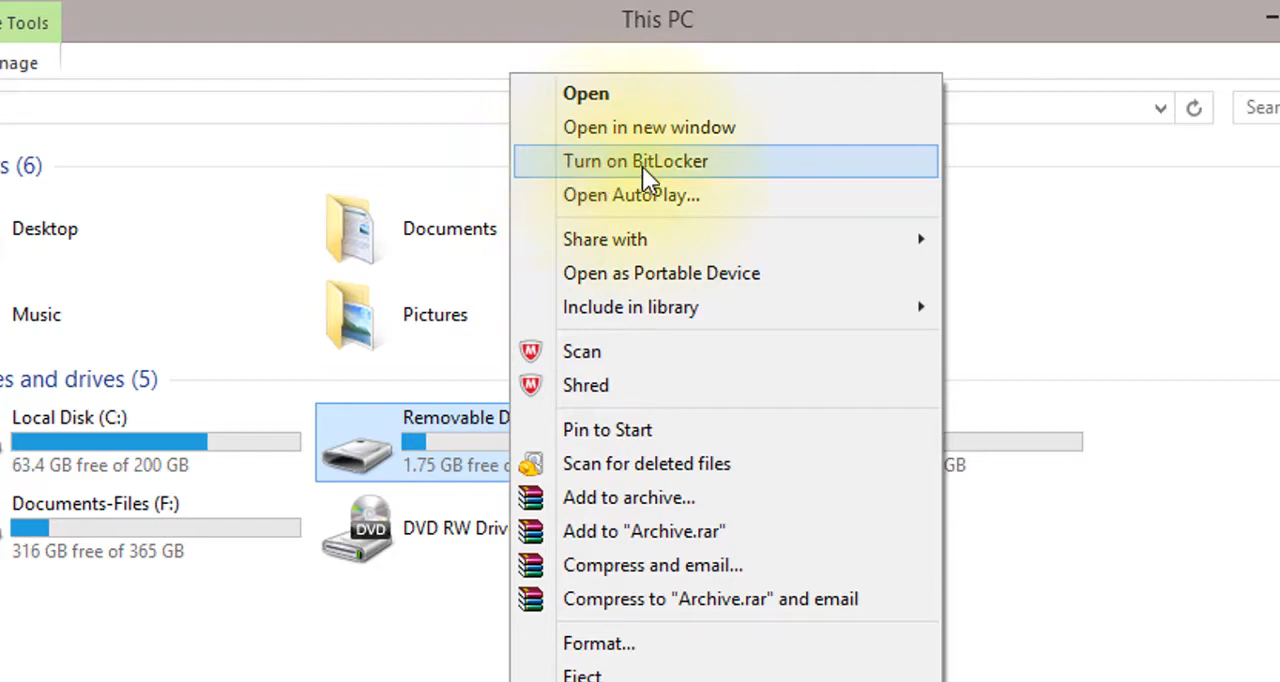 e Tools
This PC
nage
Sear
s (6)
Desktop
Documents
Music
Pictures
es and drives (5)
Local Disk (C:)
63.4 GB free of 200 GB
Removable D
1.75 GB free o
GB
Documents-Files (F:)
316 GB free of 365 GB
DVD
DVD RW Driv
Open
Open in new window
Turn on BitLocker
Open AutoPlay...
Share with
Open as Portable Device
Include in library
Scan
Shred
Pin to Start
Scan for deleted files
Add to archive...
Add to "Archive.rar"
Compress and email...
Compress to "Archive.rar" and email
Format...
Eject